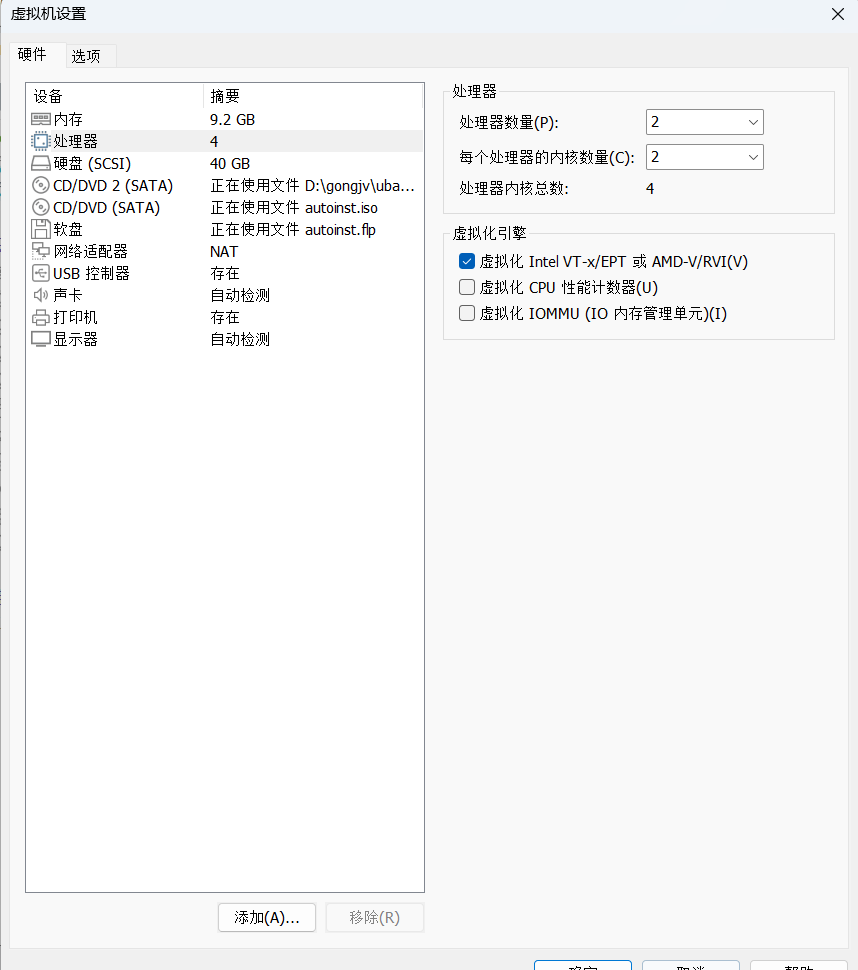 虚拟机设置
硬件 选项
设备 摘要
内存 9.2 GB
处理器 4
硬盘 (SCSI) 40 GB
CD/DVD 2 (SATA) 正在使用文件 D:\gongjv\uba...
CD/DVD (SATA) 正在使用文件 autoinst.iso
软盘 正在使用文件 autoinst.flp
网络适配器 NAT
USB 控制器 存在
声卡 自动检测
打印机 存在
显示器 自动检测
添加(A)... 移除(R)
处理器
处理器数量(P): 2
每个处理器的内核数量(C): 2
处理器内核总数: 4
虚拟化引擎
虚拟化 Intel VT-x/EPT 或 AMD-V/RVI(V)
虚拟化 CPU 性能计数器(U)
虚拟化 IOMMU (IO 内存管理单元)(I)
确定 取消 帮助